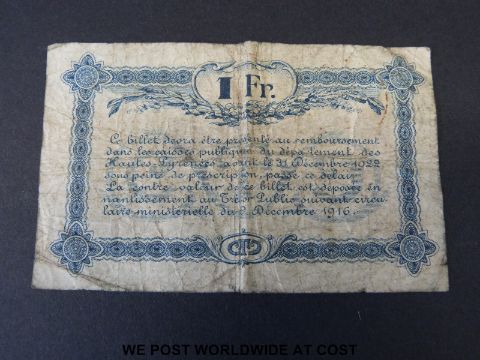 1 Fr.
Ce billet devra être présenté au remboursement
dans les caisses publiques du département des
Hautes-Pyrénées avant le 31 Décembre 1922
sous peine de prescription, passé ce délai
La contre valeur de ce billet est déposée en
nantissement au Trésor Public suivant circu
laire ministérielle du Décembre 1916.
WE POST WORLDWIDE AT COST